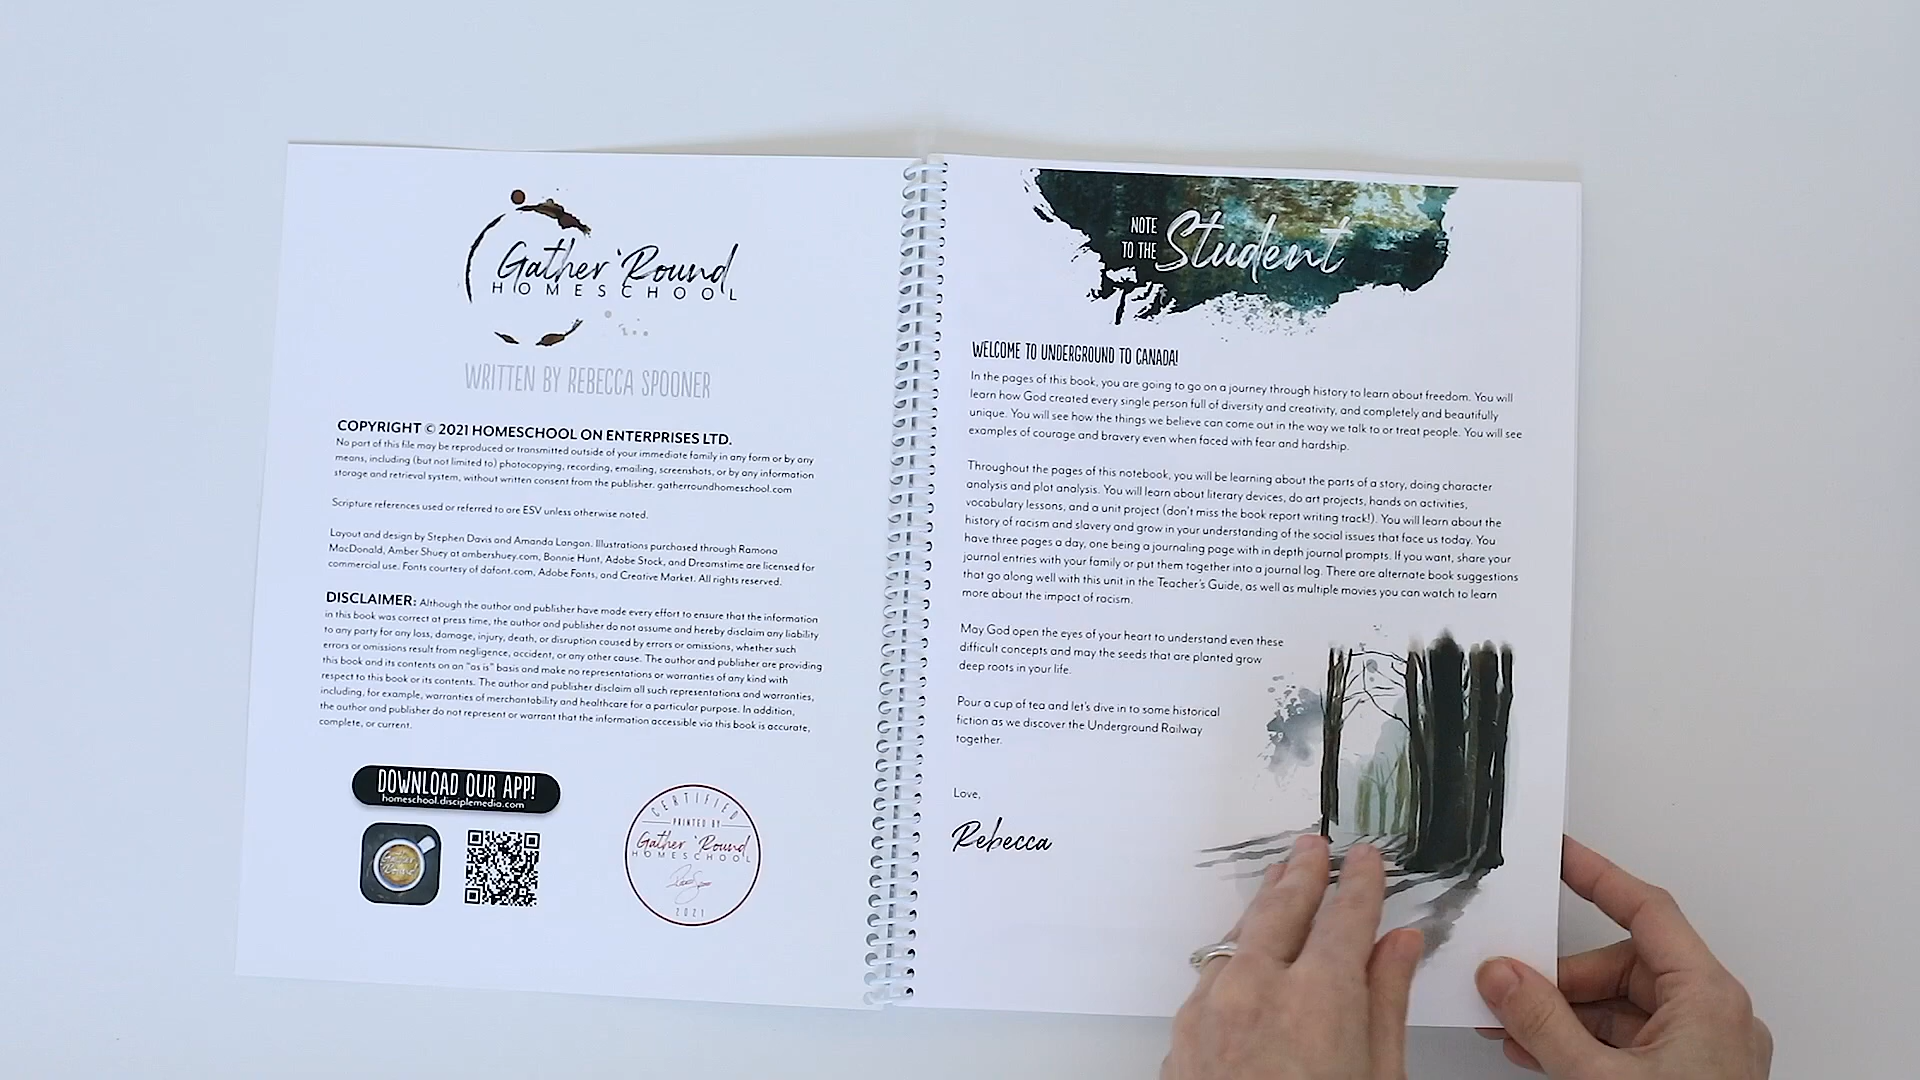 Gather 'Round
HOMESCHOOL
WRITTEN BY REBECCA SPOONER
COPYRIGHT © 2021 HOMESCHOOL ON ENTERPRISES LTD.
No part of this file may be reproduced or transmitted outside of your immediate family in any form or by any
means, including (but not limited to) photocopying, recording, emailing, screenshots, or by any information
storage and retrieval system, without written consent from the publisher. gatherroundhomeschool.com
Scripture references used or referred to are ESV unless otherwise noted.
Layout and design by Stephen Davis and Amanda Langan. Illustrations purchased through Ramona
MacDonald, Amber Shuey at ambershuey.com, Bonnie Hunt, Adobe Stock, and Dreamstime are licensed for
commercial use. Fonts courtesy of dafont.com, Adobe Fonts, and Creative Market. All rights reserved.
DISCLAIMER: Although the author and publisher have made every effort to ensure that the information
in this book was correct at press time, the author and publisher do not assume and hereby disclaim any liability
to any party for any loss, damage, injury, death, or disruption caused by errors or omissions, whether such
errors or omissions result from negligence, accident, or any other cause. The author and publisher are providing
this book and its contents on an "as is" basis and make no representations or warranties of any kind with
respect to this book or its contents. The author and publisher disclaim all such representations and warranties,
including, for example, warranties of merchantability and healthcare for a particular purpose. In addition,
the author and publisher do not represent or warrant that the information accessible via this book is accurate,
complete, or current.
DOWNLOAD OUR APP!
homeschool.disciplemedia.com
Gather 'Round
CERTIFIED
PRINTED BY
Gather 'Round
HOMESCHOOL
2021
NOTE
TO THE Student
WELCOME TO UNDERGROUND TO CANADA!
In the pages of this book, you are going to go on a journey through history to learn about freedom. You will
learn how God created every single person full of diversity and creativity, and completely and beautifully
unique. You will see how the things we believe can come out in the way we talk to or treat people. You will see
examples of courage and bravery even when faced with fear and hardship.
Throughout the pages of this notebook, you will be learning about the parts of a story, doing character
analysis and plot analysis. You will learn about literary devices, do art projects, hands on activities,
vocabulary lessons, and a unit project (don't miss the book report writing track!). You will learn about the
history of racism and slavery and grow in your understanding of the social issues that face us today. You
have three pages a day, one being a journaling page with in depth journal prompts. If you want, share your
journal entries with your family or put them together into a journal log. There are alternate book suggestions
that go along well with this unit in the Teacher's Guide, as well as multiple movies you can watch to learn
more about the impact of racism.
May God open the eyes of your heart to understand even these
difficult concepts and may the seeds that are planted grow
deep roots in your life.
Pour a cup of tea and let's dive in to some historical
fiction as we discover the Underground Railway
together.
Love,
Rebecca